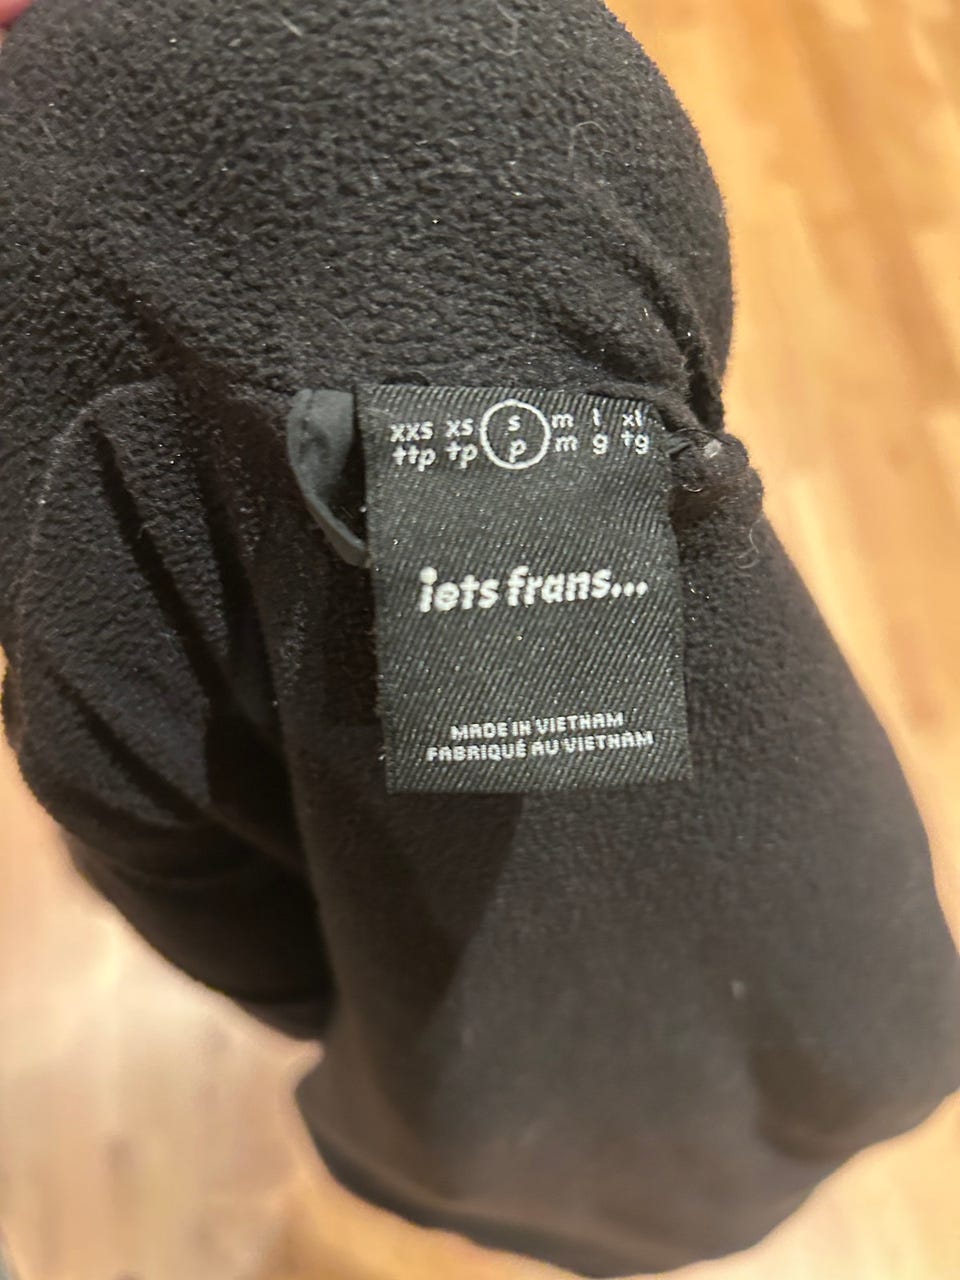 xxs xs s m l xl
ttp tp p m g tg
iets frans...
MADE IN VIETNAM
FABRIQUÉ AU VIETNAM